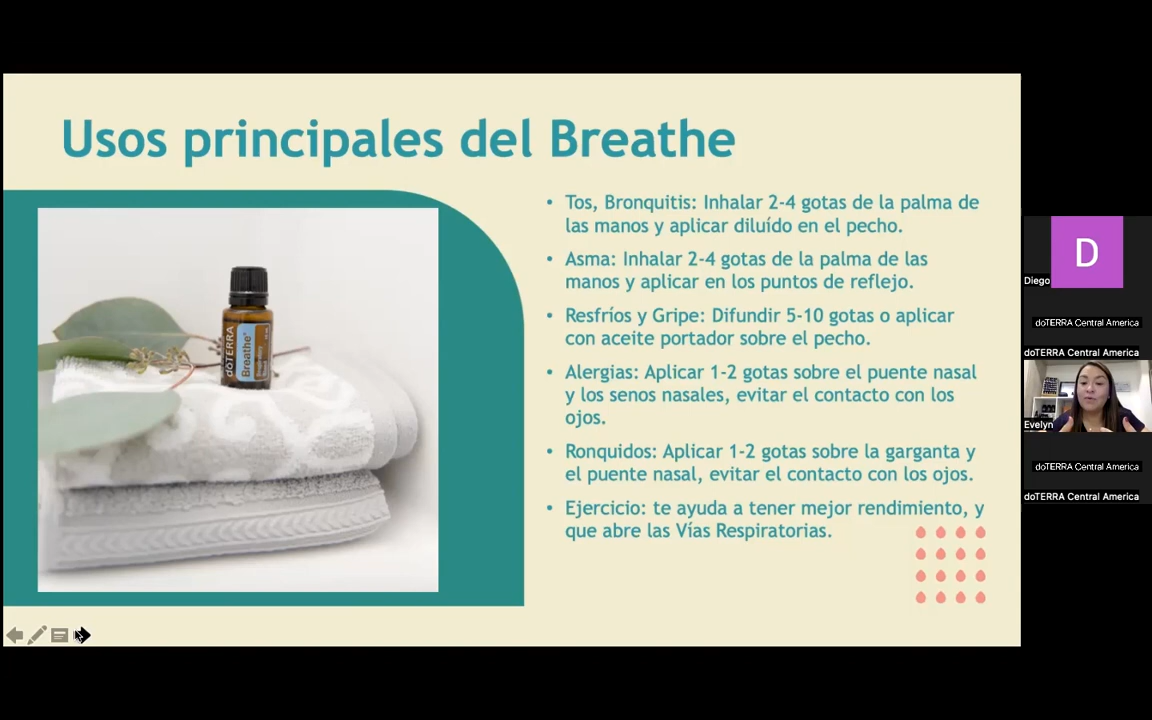 Usos principales del Breathe
• Tos, Bronquitis: Inhalar 2-4 gotas de la palma de
las manos y aplicar diluído en el pecho.
• Asma: Inhalar 2-4 gotas de la palma de las
manos y aplicar en los puntos de reflejo.
• Resfríos y Gripe: Difundir 5-10 gotas o aplicar
con aceite portador sobre el pecho.
• Alergias: Aplicar 1-2 gotas sobre el puente nasal
y los senos nasales, evitar el contacto con los
ojos.
• Ronquidos: Aplicar 1-2 gotas sobre la garganta y
el puente nasal, evitar el contacto con los ojos.
• Ejercicio: te ayuda a tener mejor rendimiento, y
que abre las Vías Respiratorias.
dōTERRA
Breathe
D
Diego
doTERRA Central America
doTERRA Central America
Evelyn
doTERRA Central America
doTERRA Central America